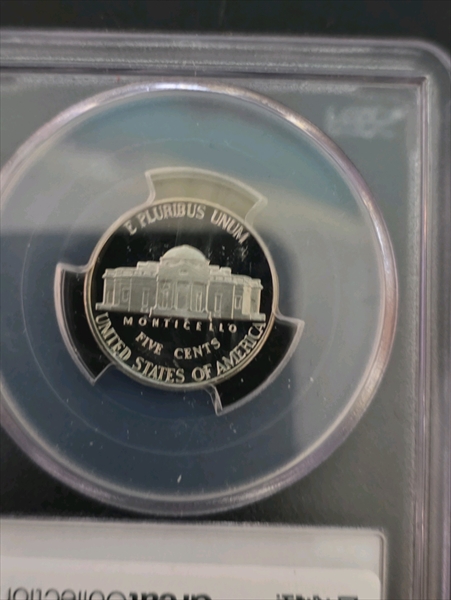 E PLURIBUS UNUM
MONTICELLO
FIVE CENTS
UNITED STATES OF AMERICA